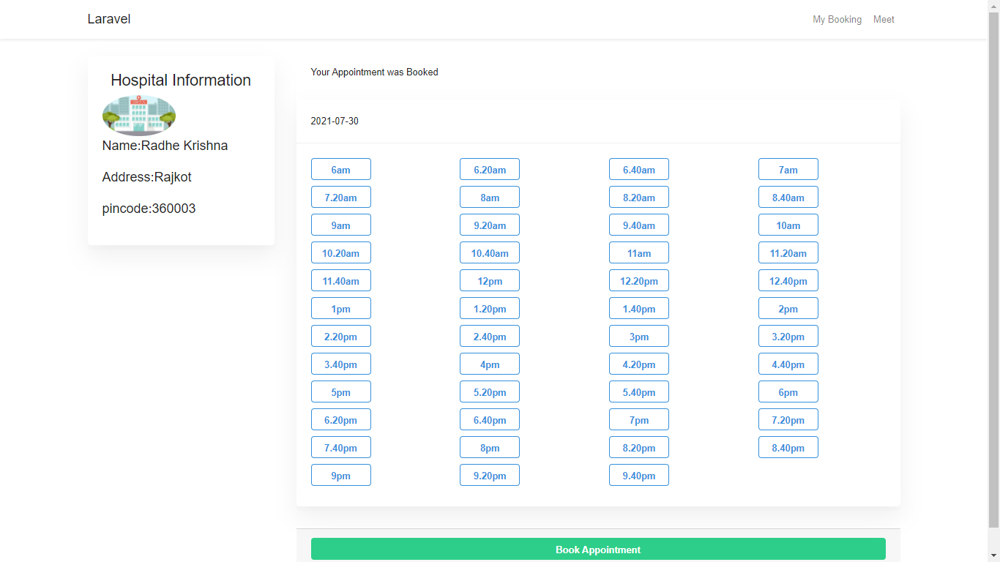 Laravel
My Booking Meet
Hospital Information
Name:Radhe Krishna
Address:Rajkot
pincode:360003
Your Appointment was Booked
2021-07-30
6am 6.20am 6.40am 7am
7.20am 8am 8.20am 8.40am
9am 9.20am 9.40am 10am
10.20am 10.40am 11am 11.20am
11.40am 12pm 12.20pm 12.40pm
1pm 1.20pm 1.40pm 2pm
2.20pm 2.40pm 3pm 3.20pm
3.40pm 4pm 4.20pm 4.40pm
5pm 5.20pm 5.40pm 6pm
6.20pm 6.40pm 7pm 7.20pm
7.40pm 8pm 8.20pm 8.40pm
9pm 9.20pm 9.40pm
Book Appointment